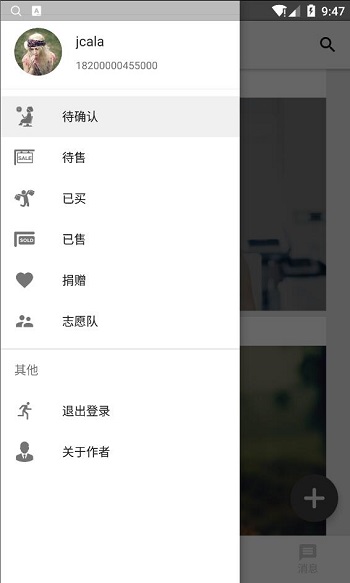 A
9:47
jcala
18200000455000
待确认
SALE
待售
已买
SOLD
已售
捐赠
志愿队
其他
退出登录
关于作者
消息